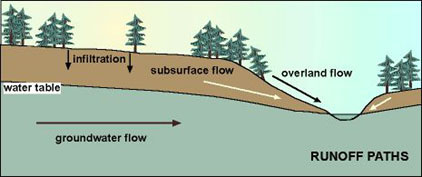 infiltration
subsurface flow
overland flow
water table
groundwater flow
RUNOFF PATHS